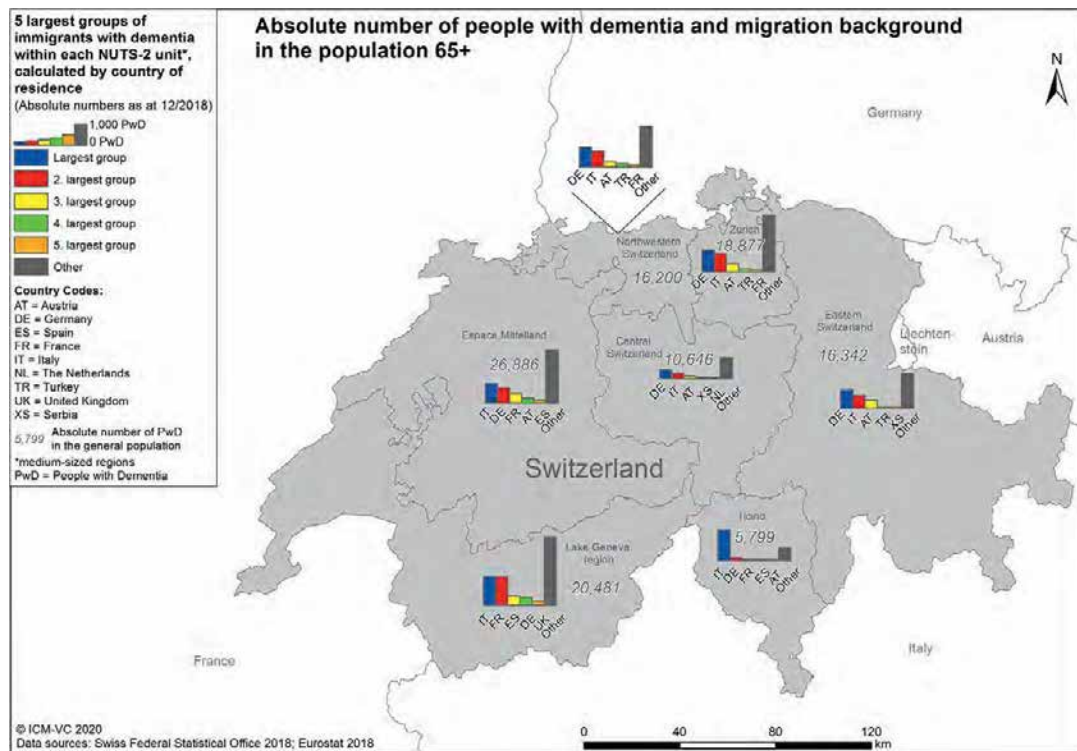 5 largest groups of
immigrants with dementia
within each NUTS-2 unit*,
calculated by country of
residence
(Absolute numbers as at 12/2018)
1,000 PwD
0 PwD
Largest group
2. largest group
3. largest group
4. largest group
5. largest group
Other
Country Codes:
AT = Austria
DE = Germany
ES = Spain
FR = France
IT = Italy
NL = The Netherlands
TR = Turkey
UK = United Kingdom
XS = Serbia
5,799 Absolute number of PwD
in the general population
*medium-sized regions
PwD = People with Dementia
Absolute number of people with dementia and migration background
in the population 65+
N
Germany
DE IT AT TR FR Other
Northwestern
Switzerland
16,200
Zurich
18,877
DE IT AT TR FR Other
Espace Mittelland
26,886
IT DE FR AT ES Other
Central
Switzerland
10,646
DE IT AT XS NL Other
Eastern
Switzerland
16,342
DE IT AT TR XS Other
Liechten-
stein
Austria
Switzerland
Lake Geneva
region
20,481
IT FR ES DE UK Other
Ticino
5,799
IT DE FR ES AT Other
France
Italy
© ICM-VC 2020
Data sources: Swiss Federal Statistical Office 2018; Eurostat 2018
0 40 80 120
km